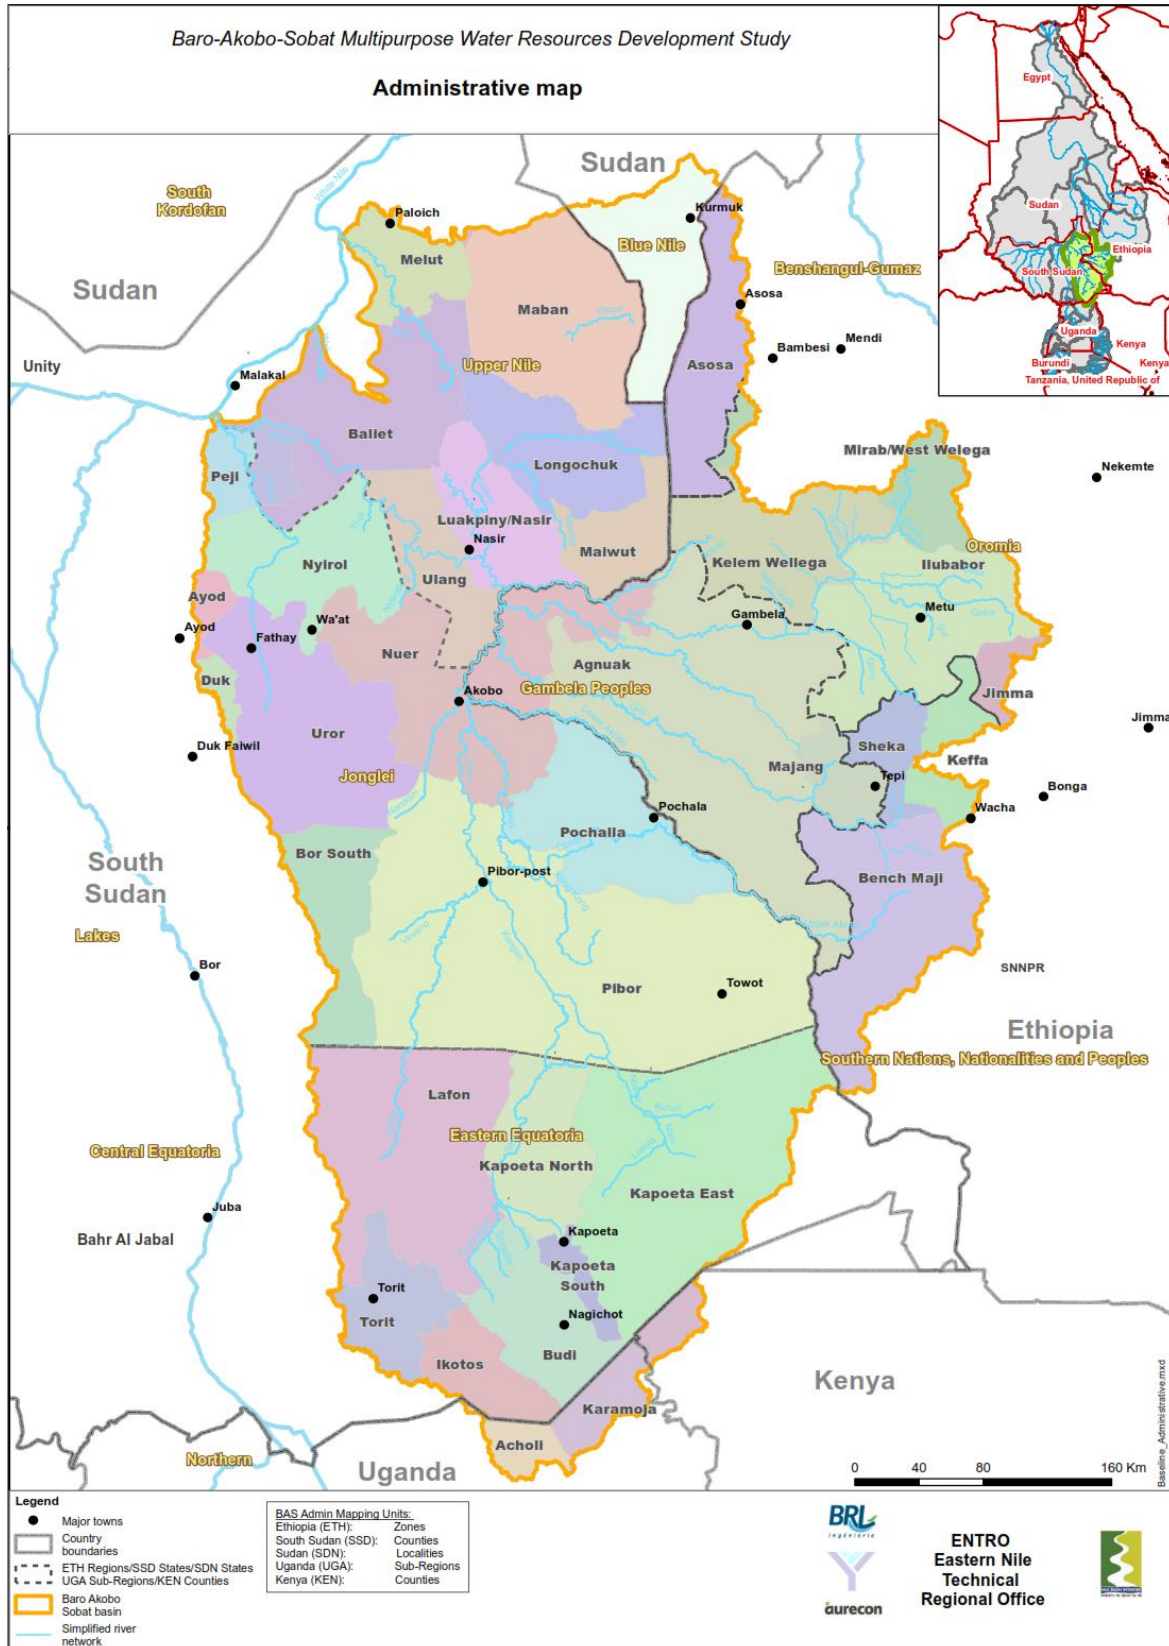 Baro-Akobo-Sobat Multipurpose Water Resources Development Study
Administrative map
Egypt
Sudan
Ethiopia
South Sudan
Uganda
Kenya
Burundi
Kenya
Tanzania, United Republic of
Sudan
South
Kordofan
White Nile
Paloich
Kurmuk
Blue Nile
Melut
Benshangul-Gumaz
Sudan
Maban
Yabus
Asosa
Unity
Upper Nile
Asosa
Mendi
Bambesi
Malakal
Baliet
Mirab/West Welega
Longochuk
Peji
Nekemte
Luakpiny/Nasir
Nasir
Maiwut
Oromia
Nyirol
Kelem Wellega
Ilubabor
Ulang
Ayod
Wa'at
Gambela
Metu
Ayod
Fathay
Nuer
Agnuak
Duk
Gambela Peoples
Jimma
Akobo
Jimma
Uror
Duk Faiwil
Sheka
Keffa
Jonglei
Majang
Tepi
Bonga
Wacha
Pochala
Pochalla
Bor South
South
Sudan
Pibor-post
Bench Maji
Lakes
Bor
Pibor
Towot
SNNPR
Ethiopia
Southern Nations, Nationalities and Peoples
Lafon
Eastern Equatoria
Central Equatoria
Kapoeta North
Kapoeta East
Juba
Bahr Al Jabal
Kapoeta
Kapoeta
South
Torit
Torit
Nagichot
Budi
Ikotos
Kenya
Karamoja
Acholi
Northern
Uganda
0 40 80 160 Km
Baseline_Administrative.mxd
Legend
Major towns
Country
boundaries
ETH Regions/SSD States/SDN States
UGA Sub-Regions/KEN Counties
Baro Akobo
Sobat basin
Simplified river
network
BAS Admin Mapping Units:
Ethiopia (ETH): Zones
South Sudan (SSD): Counties
Sudan (SDN): Localities
Uganda (UGA): Sub-Regions
Kenya (KEN): Counties
BRL
ingénierie
aurecon
ENTRO
Eastern Nile
Technical
Regional Office